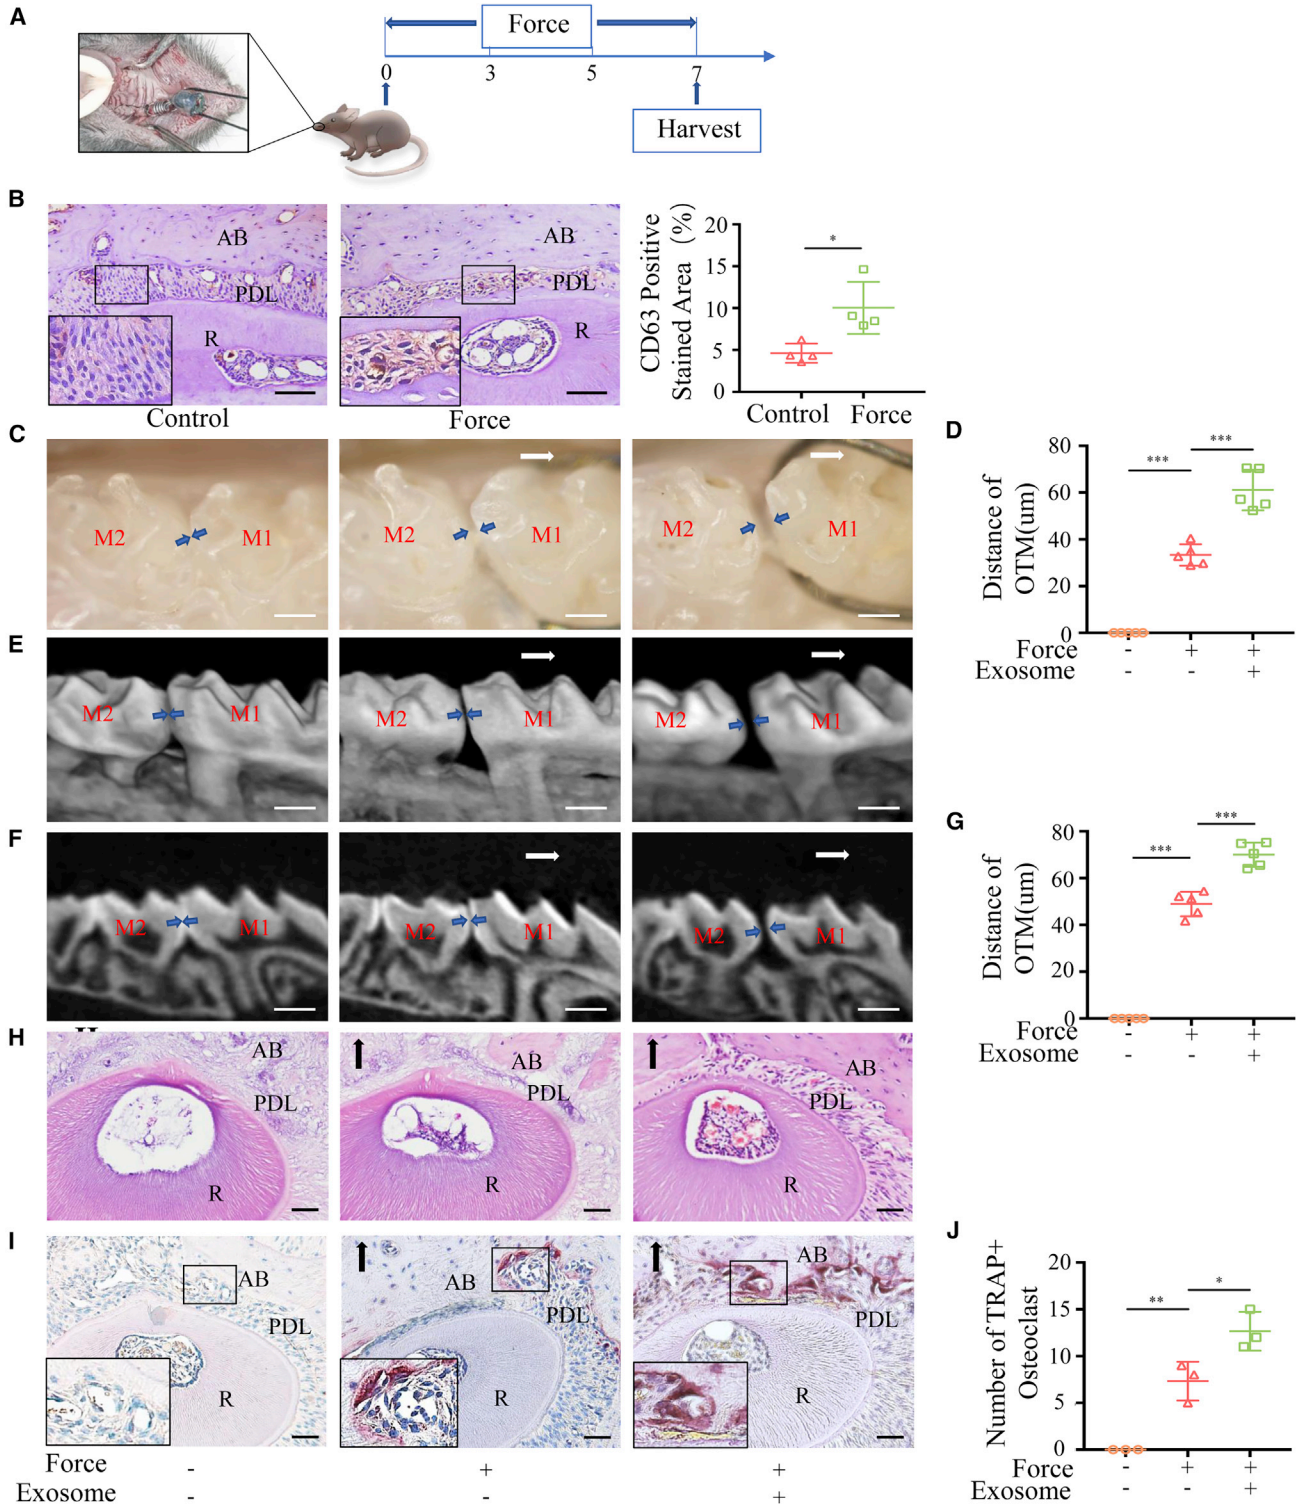 A
Force
0 3 5 7
Harvest
B
AB
PDL
R
Control
AB
PDL
R
Force
CD63 Positive
Stained Area (%)
20
15
10
5
0
*
Control Force
C
M2 M1
M2 M1
M2 M1
D
Distance of
OTM(um)
80
60
40
20
0
*** ***
Force - + +
Exosome - - +
E
M2 M1
M2 M1
M2 M1
F
M2 M1
M2 M1
M2 M1
G
Distance of
OTM(um)
80
60
40
20
0
*** ***
Force - + +
Exosome - - +
H
AB
PDL
R
AB
PDL
R
AB
PDL
R
I
AB
PDL
R
AB
PDL
R
AB
PDL
R
Force - + +
Exosome - - +
J
Number of TRAP+
Osteoclast
20
15
10
5
0
** *
Force - + +
Exosome - - +